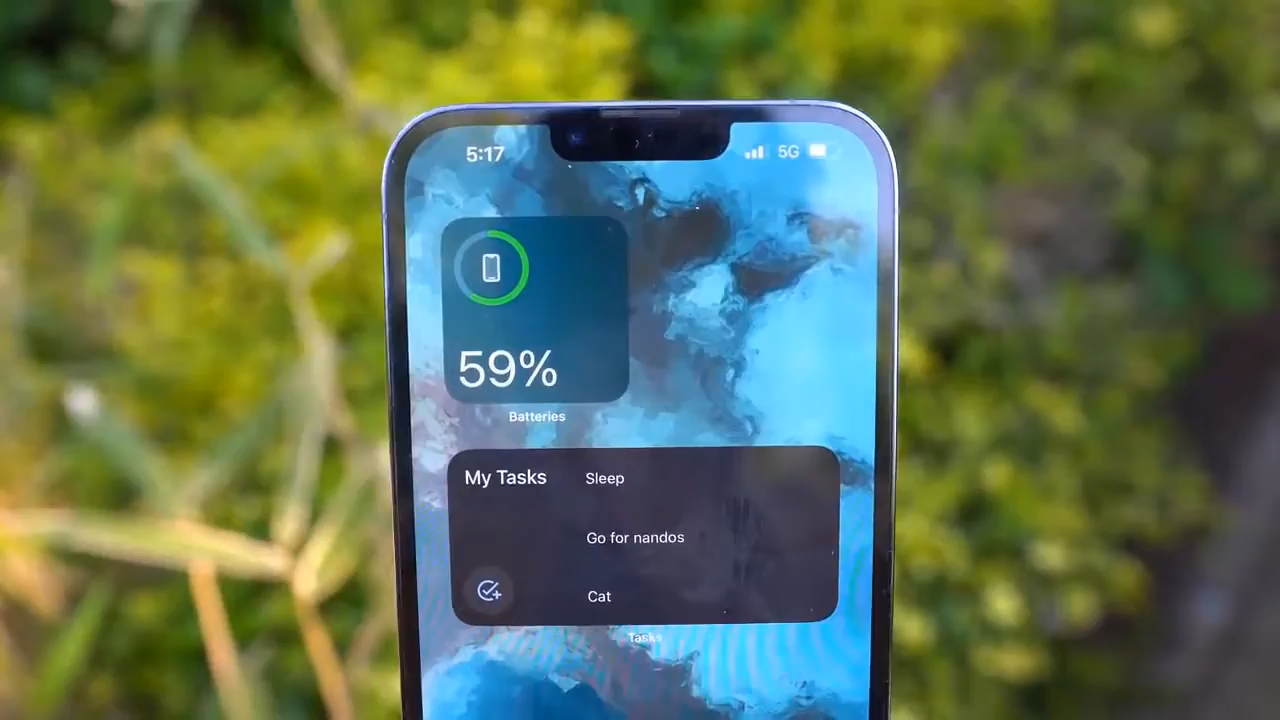 5:17
5G
59%
Batteries
My Tasks
Sleep
Go for nandos
Cat
Tasks